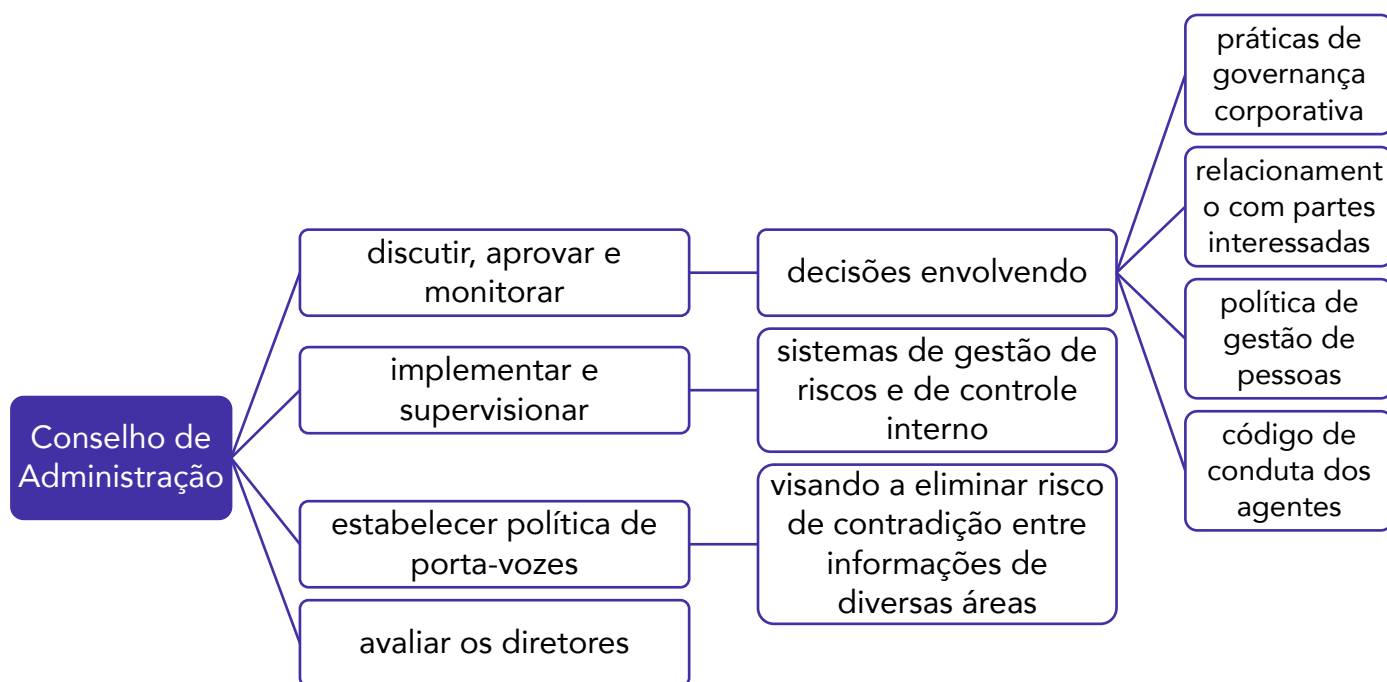 Conselho de
Administração
discutir, aprovar e
monitorar
decisões envolvendo
práticas de
governança
corporativa
relacionament
o com partes
interessadas
política de
gestão de
pessoas
código de
conduta dos
agentes
implementar e
supervisionar
sistemas de gestão de
riscos e de controle
interno
estabelecer política de
porta-vozes
visando a eliminar risco
de contradição entre
informações de
diversas áreas
avaliar os diretores